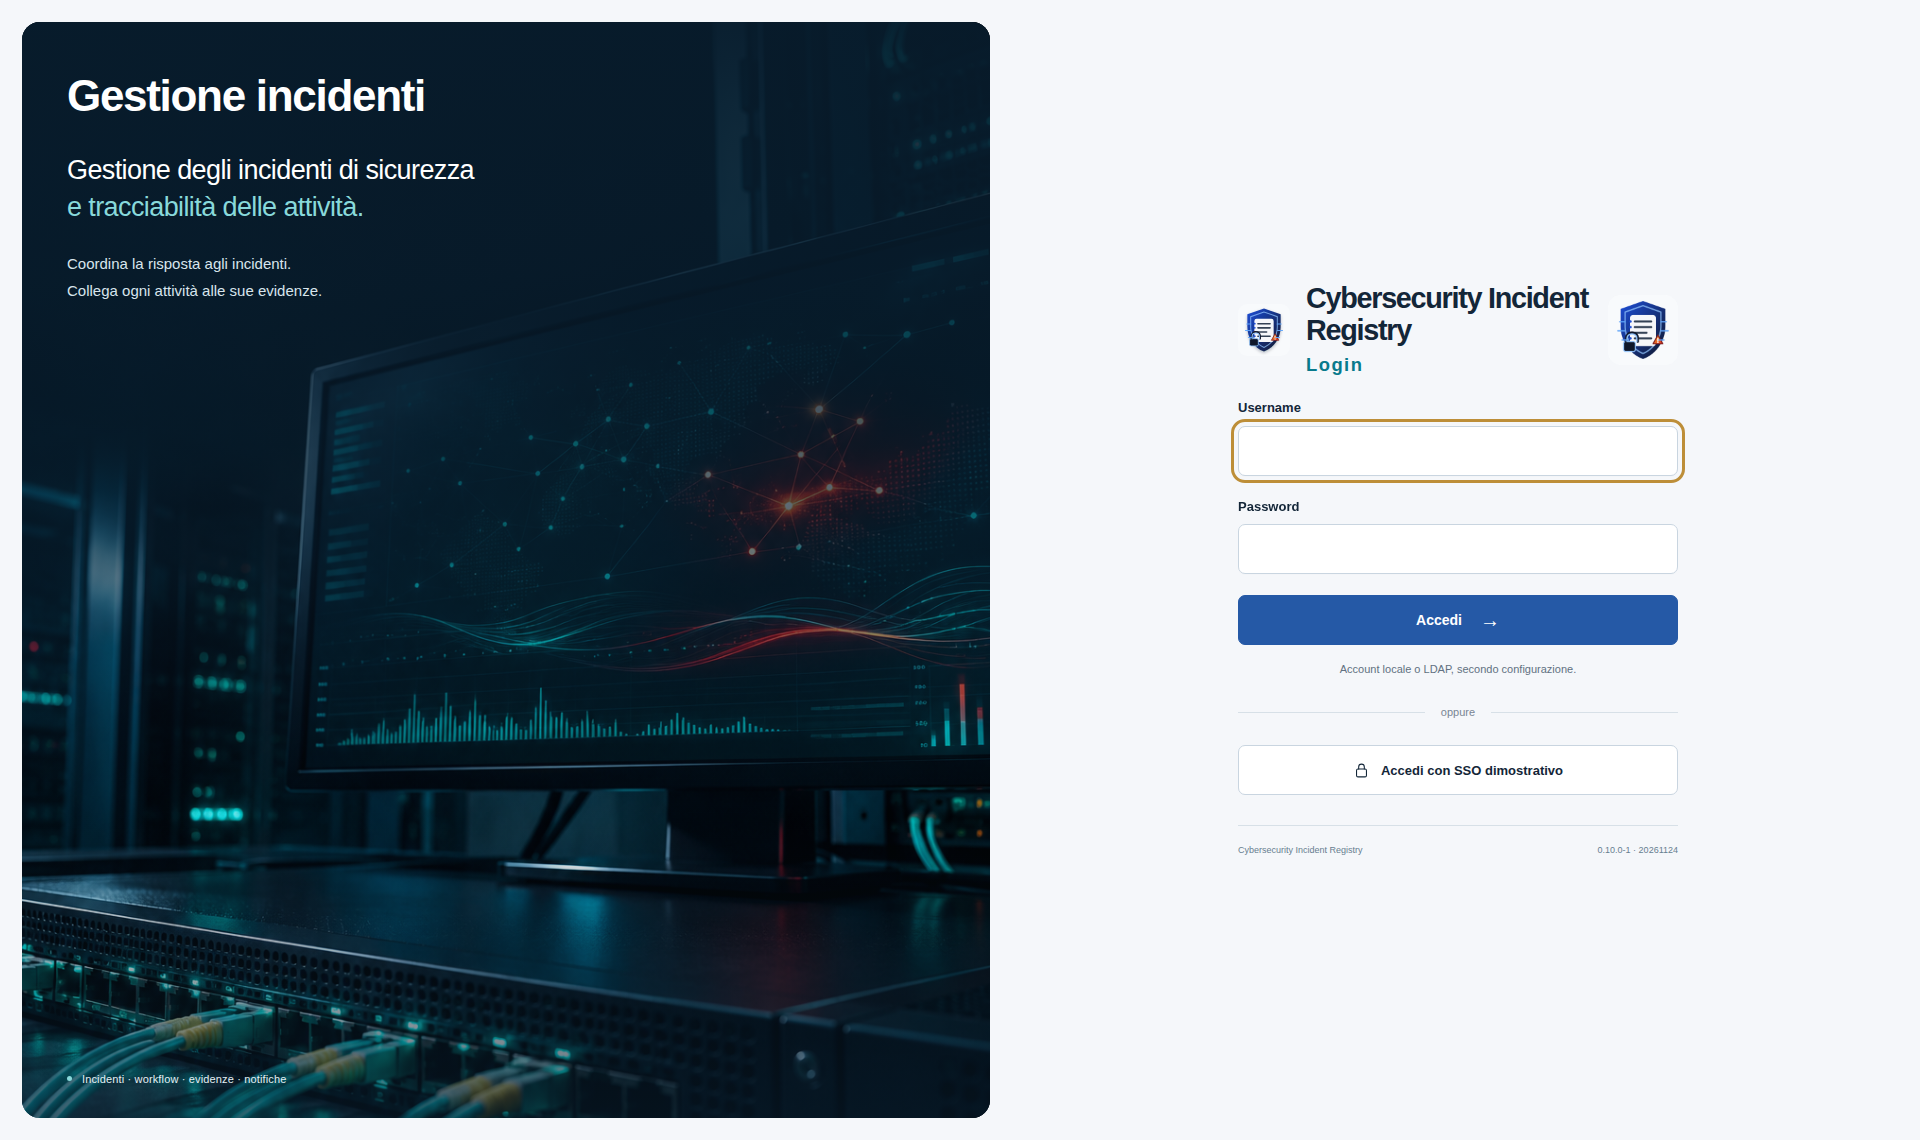 Gestione incidenti
Gestione degli incidenti di sicurezza
e tracciabilità delle attività.
Coordina la risposta agli incidenti.
Collega ogni attività alle sue evidenze.
Incidenti · workflow · evidenze · notifiche
Cybersecurity Incident
Registry
Login
Username
Password
Accedi →
Account locale o LDAP, secondo configurazione.
oppure
Accedi con SSO dimostrativo
Cybersecurity Incident Registry
0.10.0-1 · 20261124